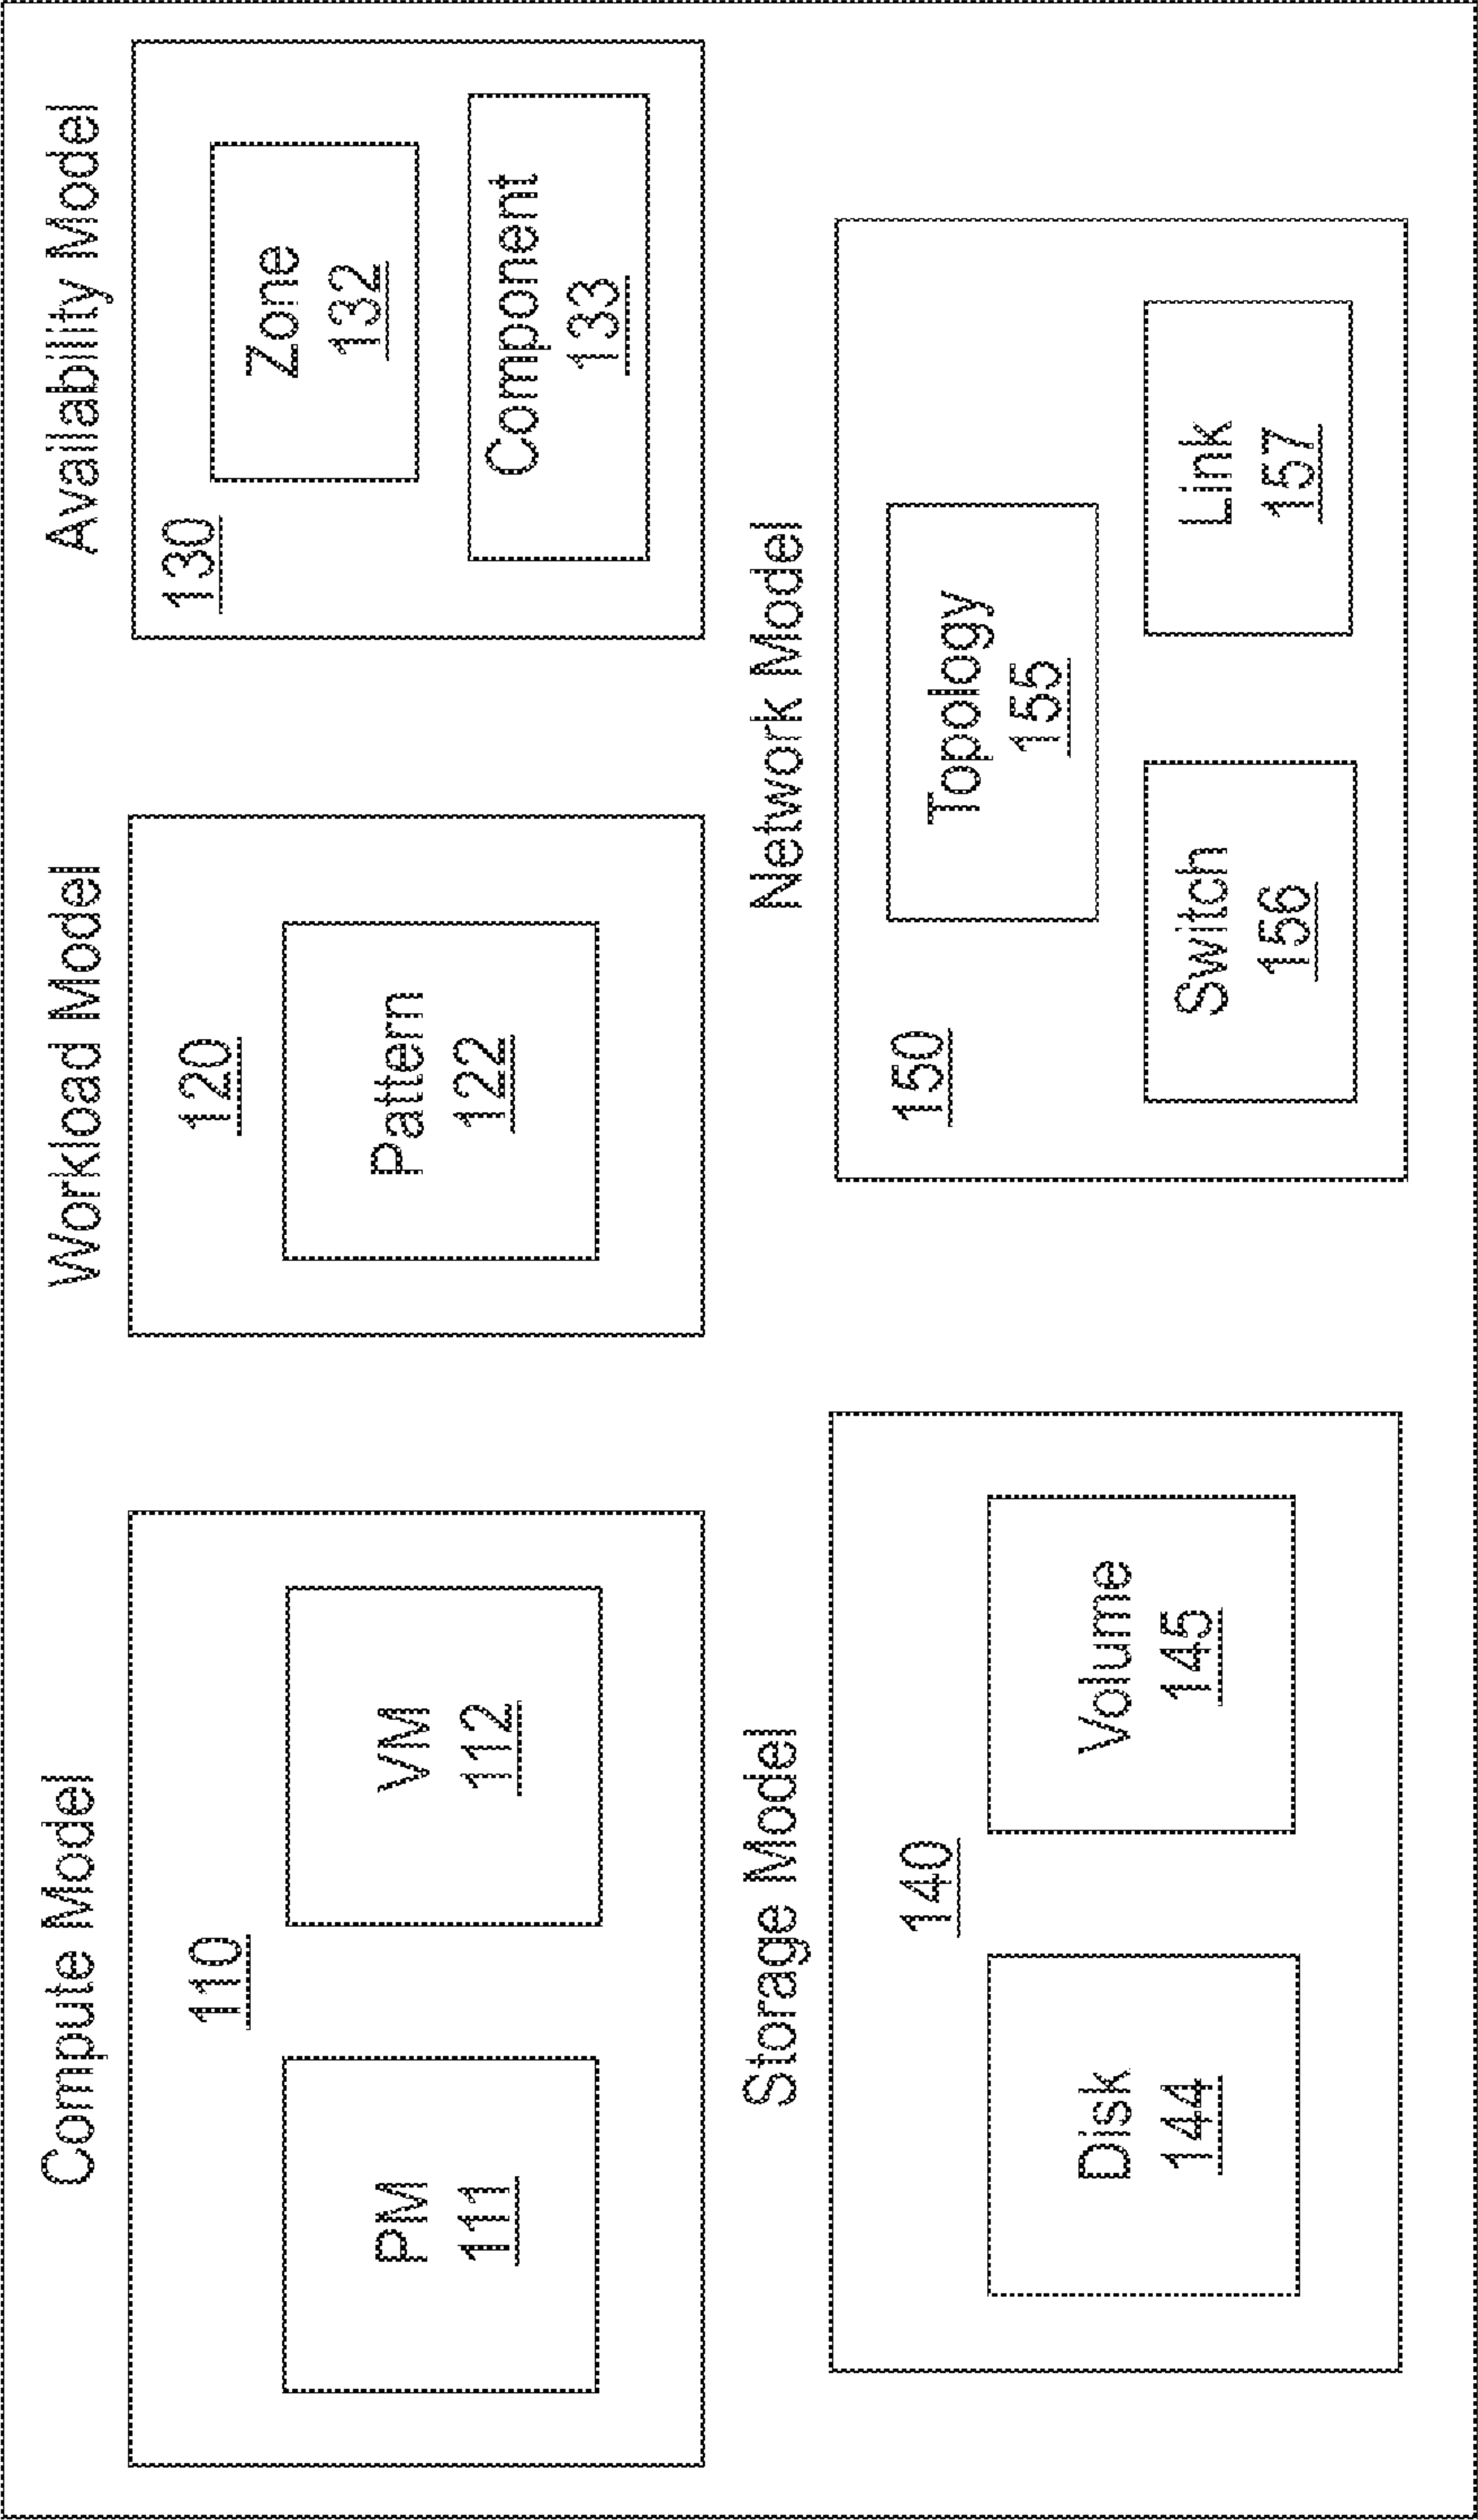 Compute Model
110
PM
111
VM
112
Workload Model
120
Pattern
122
Availability Model
130
Zone
132
Component
133
Storage Model
140
Disk
144
Volume
145
Network Model
150
Topology
155
Switch
156
Link
157